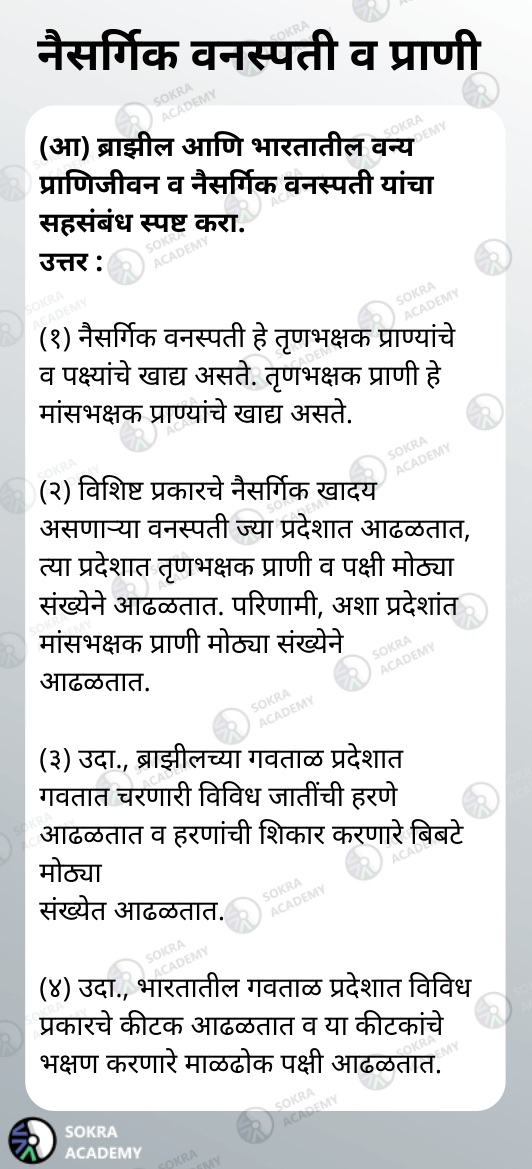 नैसर्गिक वनस्पती व प्राणी
(आ) ब्राझील आणि भारतातील वन्य
प्राणिजीवन व नैसर्गिक वनस्पती यांचा
सहसंबंध स्पष्ट करा.
उत्तर :
(१) नैसर्गिक वनस्पती हे तृणभक्षक प्राण्यांचे
व पक्ष्यांचे खाद्य असते. तृणभक्षक प्राणी हे
मांसभक्षक प्राण्यांचे खाद्य असते.
(२) विशिष्ट प्रकारचे नैसर्गिक खादय
असणाऱ्या वनस्पती ज्या प्रदेशात आढळतात,
त्या प्रदेशात तृणभक्षक प्राणी व पक्षी मोठ्या
संख्येने आढळतात. परिणामी, अशा प्रदेशांत
मांसभक्षक प्राणी मोठ्या संख्येने
आढळतात.
(३) उदा., ब्राझीलच्या गवताळ प्रदेशात
गवतात चरणारी विविध जातींची हरणे
आढळतात व हरणांची शिकार करणारे बिबटे
मोठ्या
संख्येत आढळतात.
(४) उदा., भारतातील गवताळ प्रदेशात विविध
प्रकारचे कीटक आढळतात व या कीटकांचे
भक्षण करणारे माळढोक पक्षी आढळतात.
SOKRA
ACADEMY